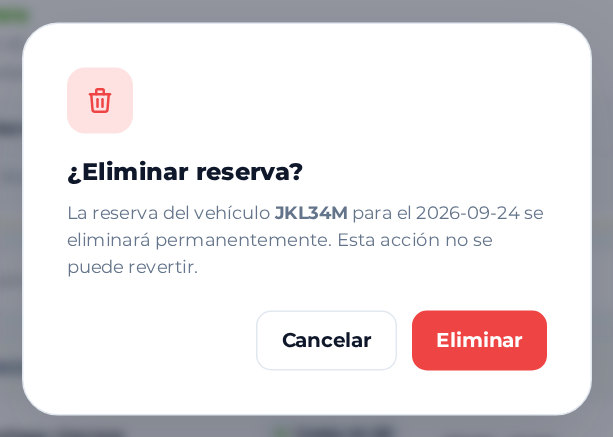 ¿Eliminar reserva?
La reserva del vehículo JKL34M para el 2026-09-24 se
eliminará permanentemente. Esta acción no se
puede revertir.
Cancelar
Eliminar